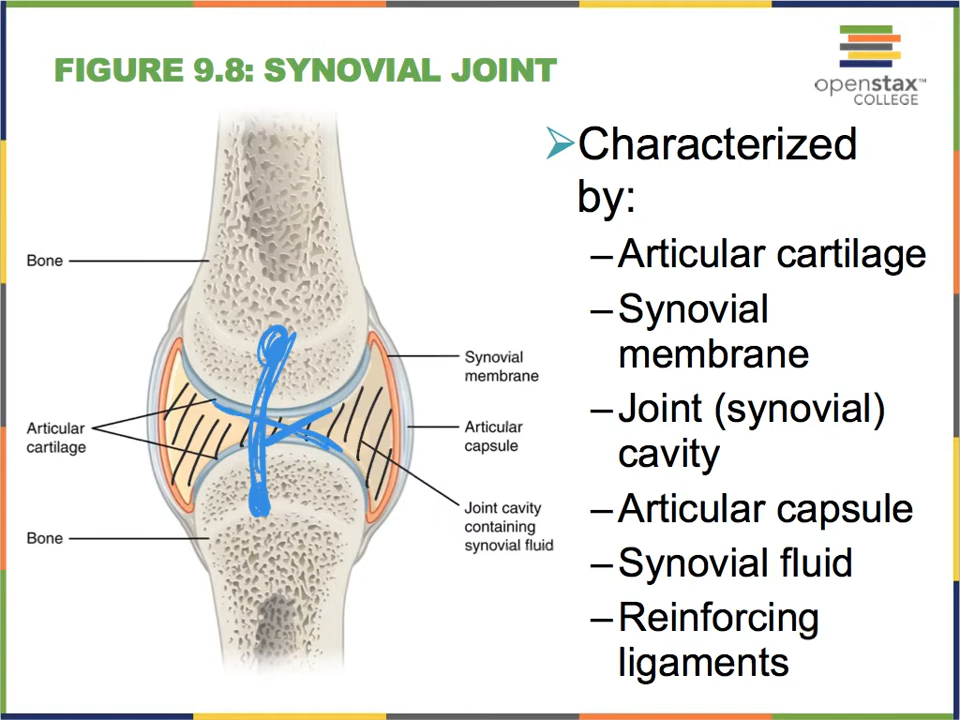 FIGURE 9.8: SYNOVIAL JOINT
openstax™
COLLEGE
Bone
Articular
cartilage
Bone
Synovial
membrane
Articular
capsule
Joint cavity
containing
synovial fluid
Characterized
by:
–Articular cartilage
–Synovial
membrane
–Joint (synovial)
cavity
–Articular capsule
–Synovial fluid
–Reinforcing
ligaments